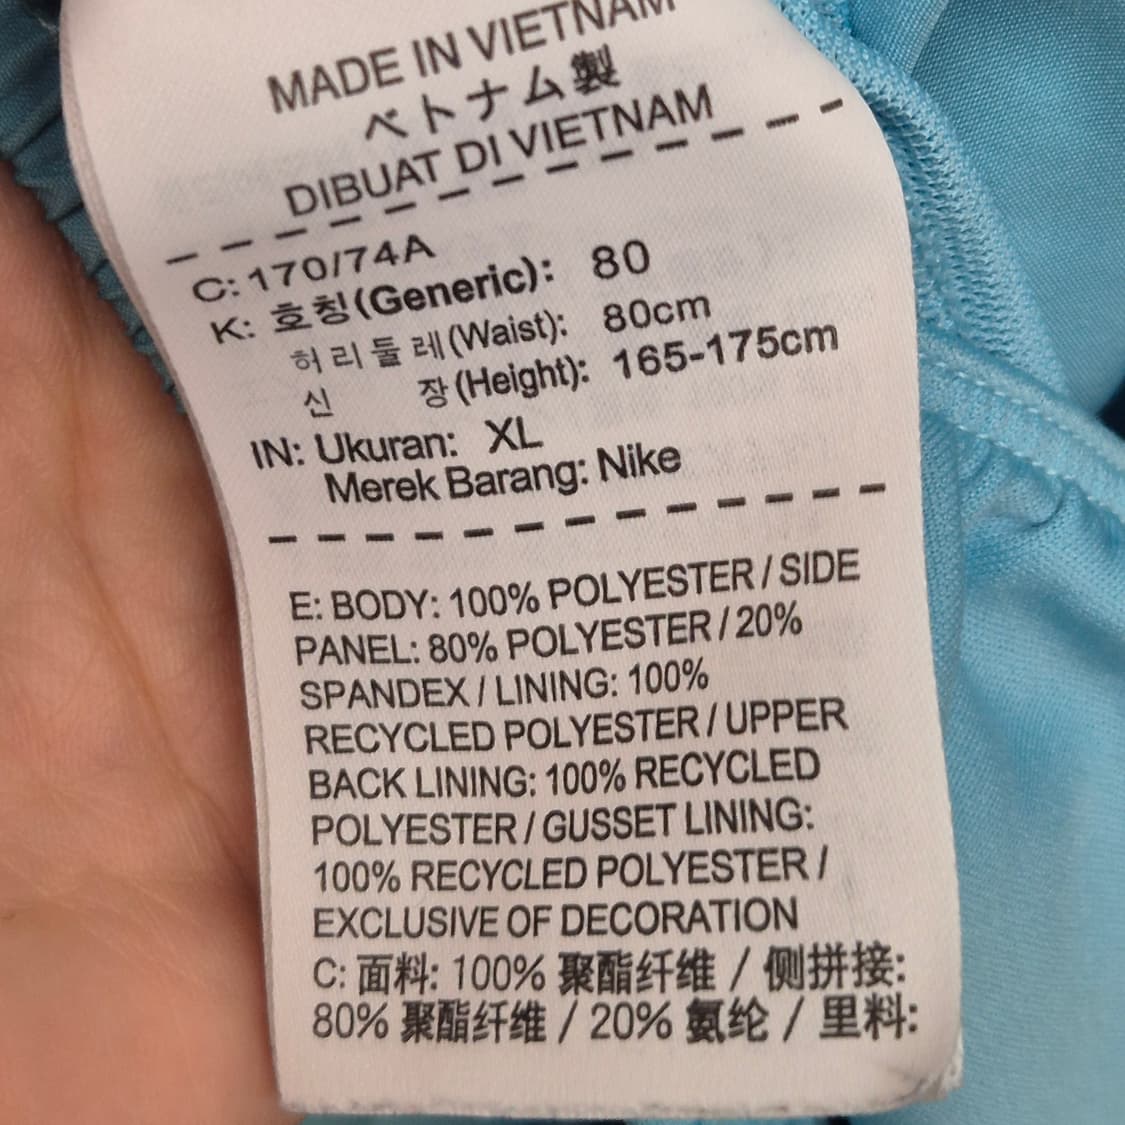 MADE IN VIETNAM
ベトナム製
DIBUAT DI VIETNAM
C: 170/74A
K: 호칭(Generic): 80
허리둘레(Waist): 80cm
신 장(Height): 165-175cm
IN: Ukuran: XL
Merek Barang: Nike
E: BODY: 100% POLYESTER / SIDE
PANEL: 80% POLYESTER / 20%
SPANDEX / LINING: 100%
RECYCLED POLYESTER / UPPER
BACK LINING: 100% RECYCLED
POLYESTER / GUSSET LINING:
100% RECYCLED POLYESTER /
EXCLUSIVE OF DECORATION
C: 面料: 100% 聚酯纤维 / 侧拼接:
80% 聚酯纤维 / 20% 氨纶 / 里料: